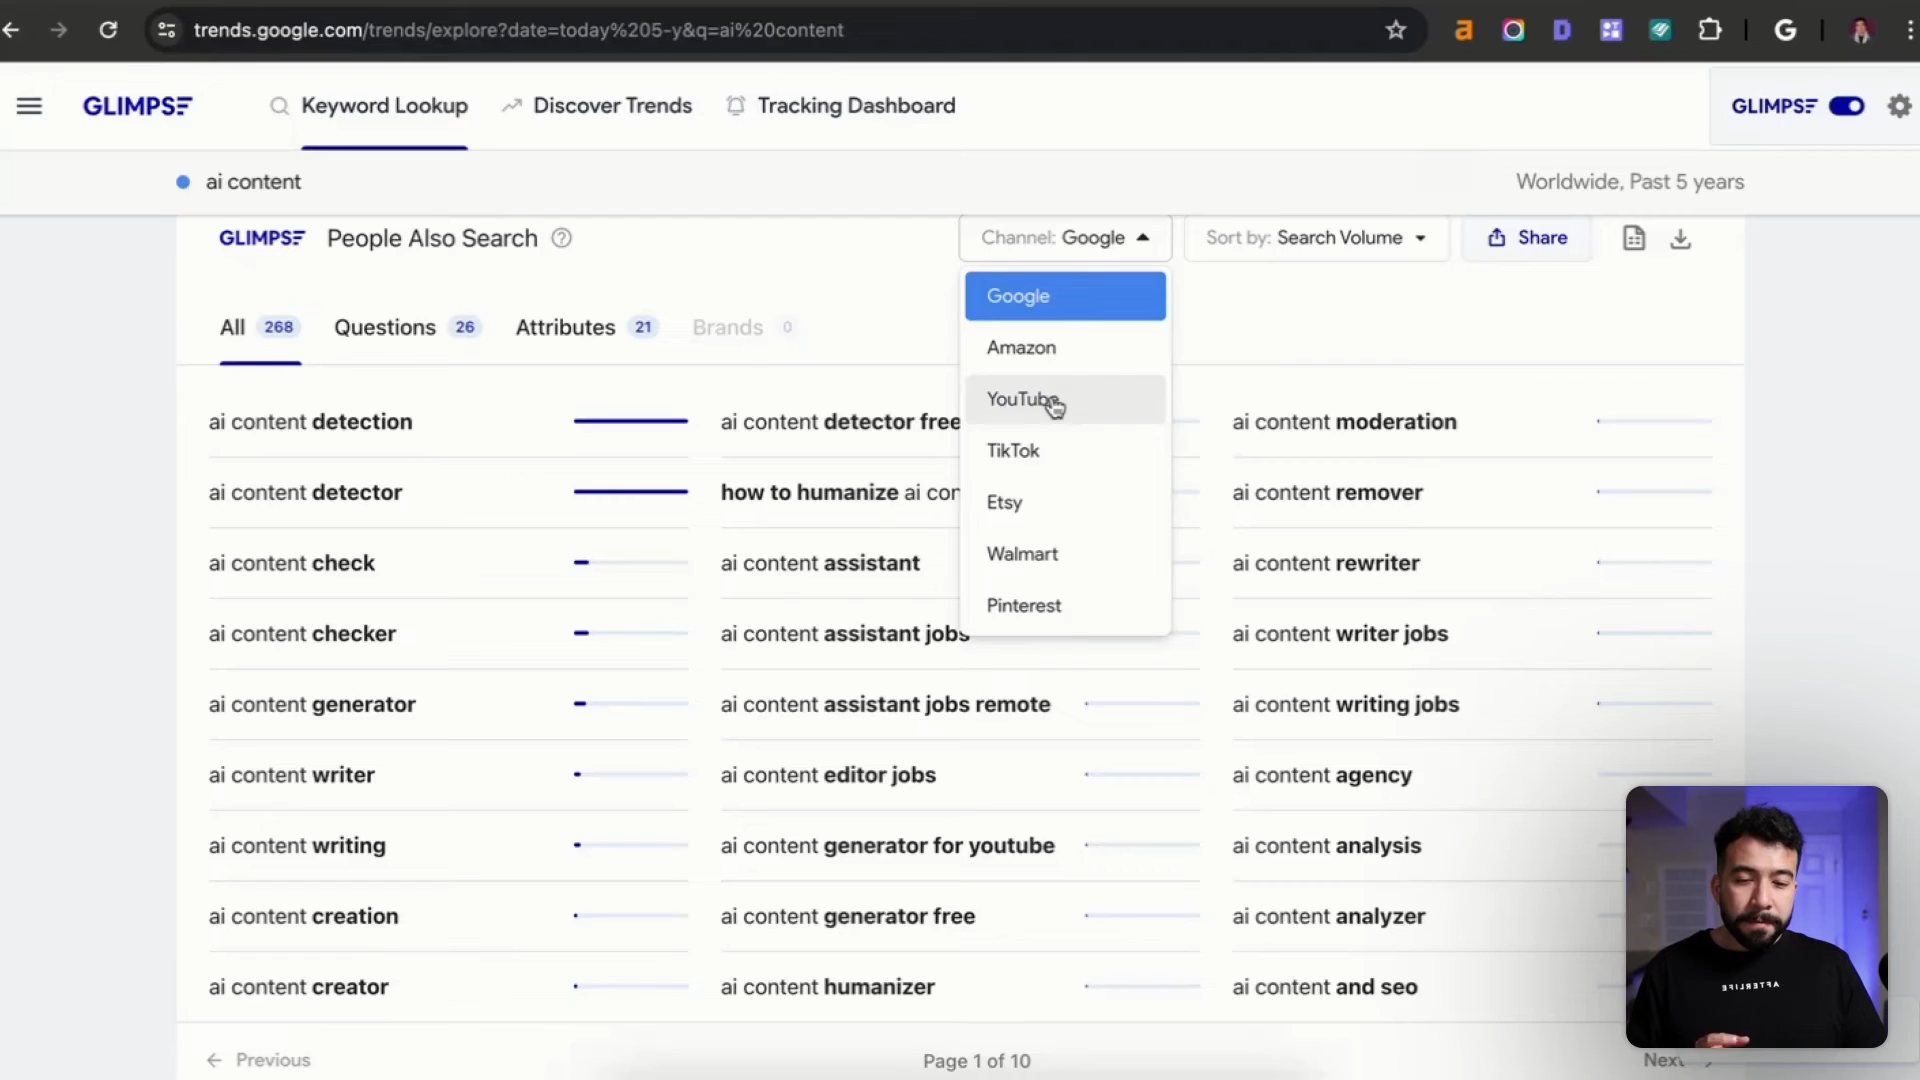 trends.google.com/trends/explore?date=today%205-y&q=ai%20content
GLIMPSE
Keyword Lookup
Discover Trends
Tracking Dashboard
GLIMPSE
ai content
Worldwide, Past 5 years
GLIMPSE People Also Search
Channel: Google
Sort by: Search Volume
Share
All 268
Questions 26
Attributes 21
Brands 0
Google
Amazon
YouTube
TikTok
Etsy
Walmart
Pinterest
ai content detection
ai content detector
ai content check
ai content checker
ai content generator
ai content writer
ai content writing
ai content creation
ai content creator
ai content detector free
how to humanize ai con
ai content assistant
ai content assistant jobs
ai content assistant jobs remote
ai content editor jobs
ai content generator for youtube
ai content generator free
ai content humanizer
ai content moderation
ai content remover
ai content rewriter
ai content writer jobs
ai content writing jobs
ai content agency
ai content analysis
ai content analyzer
ai content and seo
Previous
Page 1 of 10
Next
AFTERLIFE